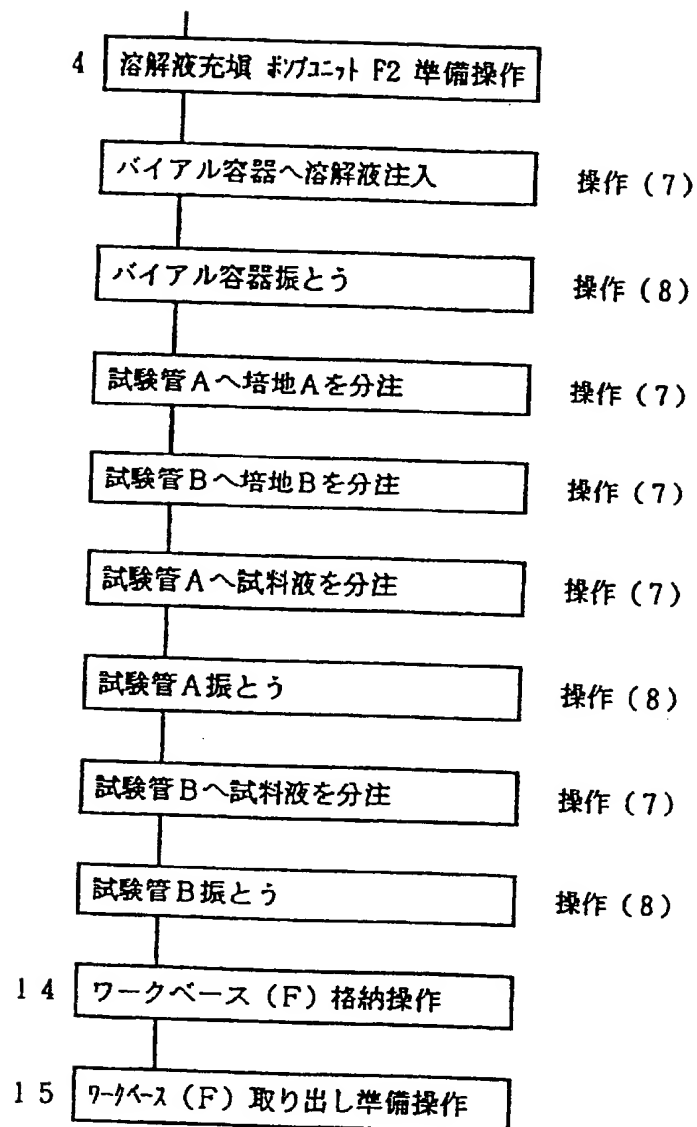 4 溶解液充填 ポンプユニット F2 準備操作
バイアル容器へ溶解液注入 操作(7)
バイアル容器振とう 操作(8)
試験管Aへ培地Aを分注 操作(7)
試験管Bへ培地Bを分注 操作(7)
試験管Aへ試料液を分注 操作(7)
試験管A振とう 操作(8)
試験管Bへ試料液を分注 操作(7)
試験管B振とう 操作(8)
14 ワークベース(F)格納操作
15 ワークベース(F)取り出し準備操作